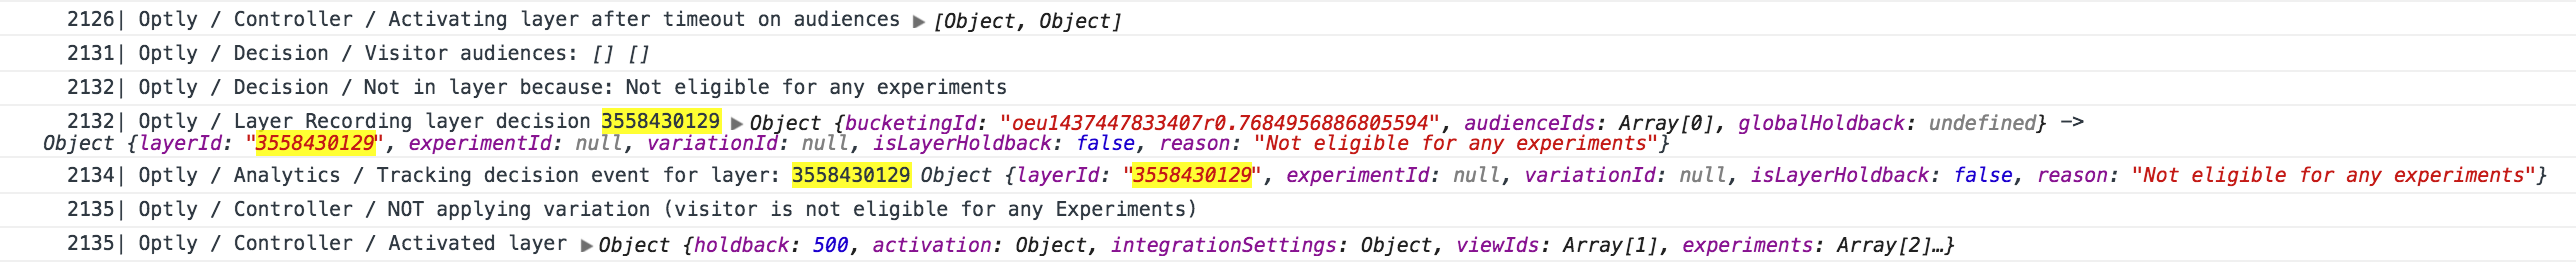 2126| Optly / Controller / Activating layer after timeout on audiences ▶ [Object, Object]
2131| Optly / Decision / Visitor audiences: [] []
2132| Optly / Decision / Not in layer because: Not eligible for any experiments
2132| Optly / Layer Recording layer decision 3558430129 ▶ Object {bucketingId: "oeu1437447833407r0.7684956886805594", audienceIds: Array[0], globalHoldback: undefined} ->
Object {layerId: "3558430129", experimentId: null, variationId: null, isLayerHoldback: false, reason: "Not eligible for any experiments"}
2134| Optly / Analytics / Tracking decision event for layer: 3558430129 Object {layerId: "3558430129", experimentId: null, variationId: null, isLayerHoldback: false, reason: "Not eligible for any experiments"}
2135| Optly / Controller / NOT applying variation (visitor is not eligible for any Experiments)
2135| Optly / Controller / Activated layer ▶ Object {holdback: 500, activation: Object, integrationSettings: Object, viewIds: Array[1], experiments: Array[2]…}